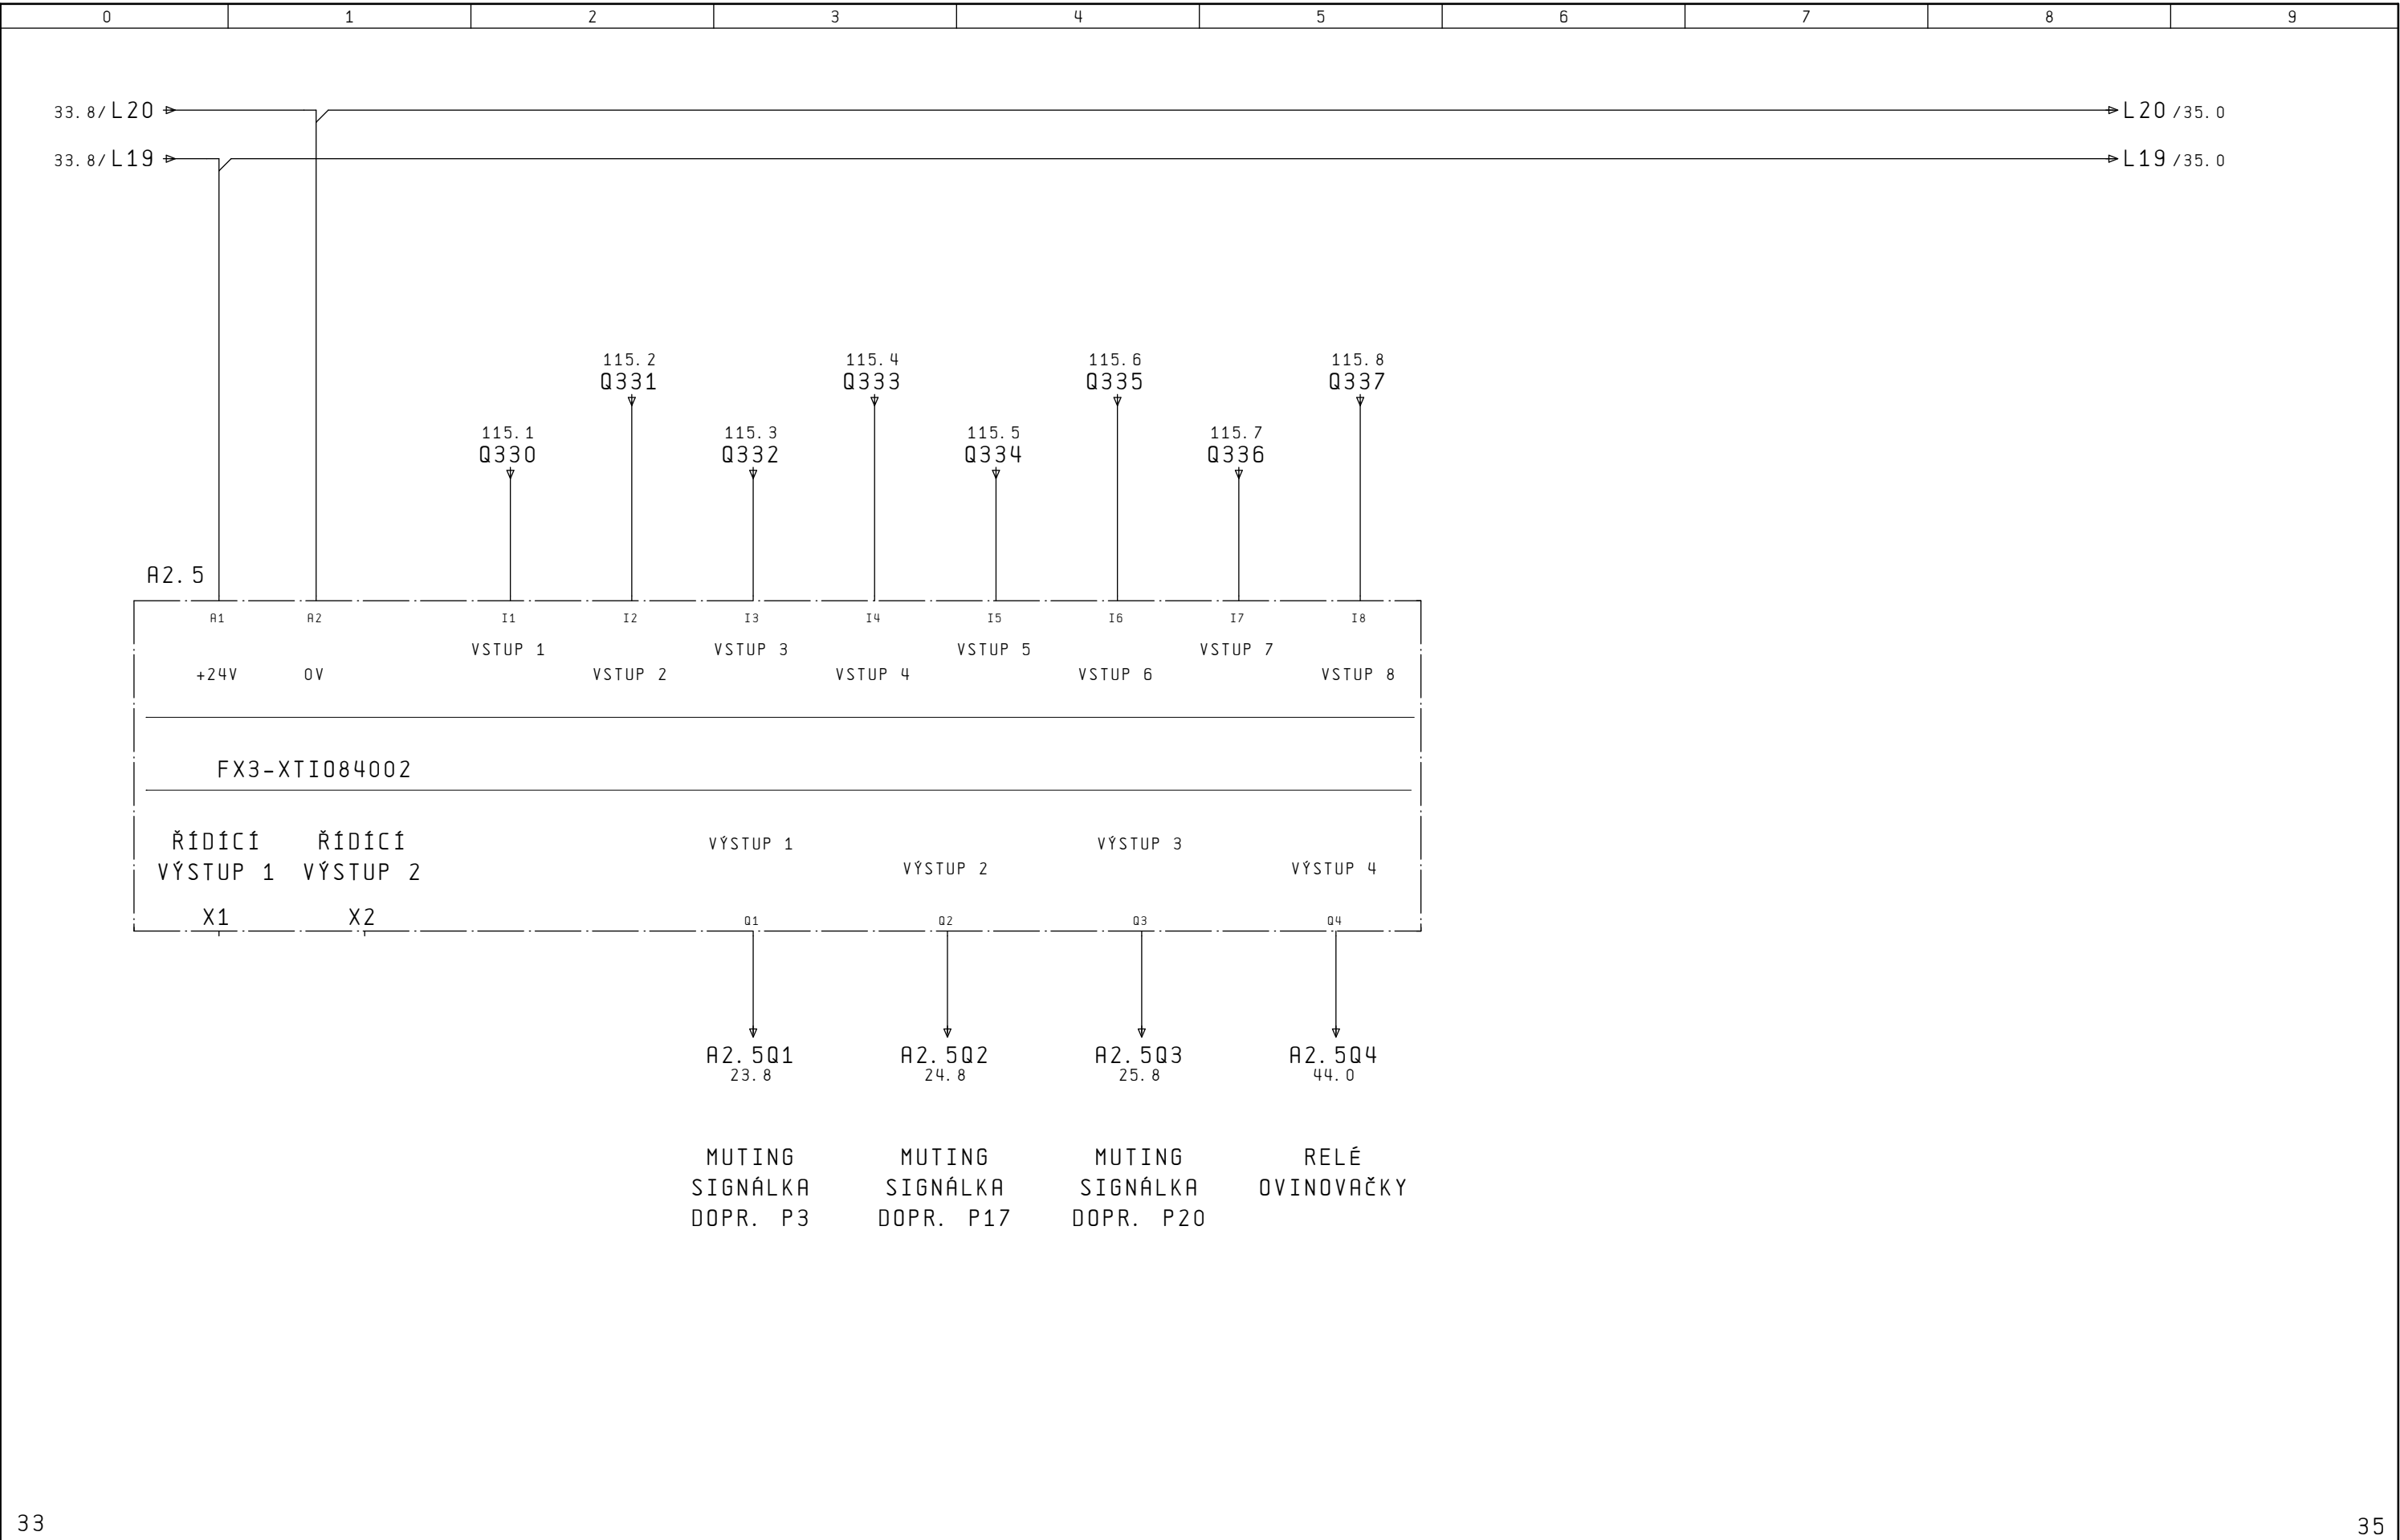 0 1 2 3 4 5 6 7 8 9
33.8/L20 L20/35.0
33.8/L19 L19/35.0
115.2 115.4 115.6 115.8
Q331 Q333 Q335 Q337
115.1 115.3 115.5 115.7
Q330 Q332 Q334 Q336
A2.5
A1 A2 I1 I2 I3 I4 I5 I6 I7 I8
VSTUP 1 VSTUP 3 VSTUP 5 VSTUP 7
+24V 0V VSTUP 2 VSTUP 4 VSTUP 6 VSTUP 8
FX3-XTIO84002
ŘÍDÍCÍ ŘÍDÍCÍ VÝSTUP 1 VÝSTUP 3
VÝSTUP 1 VÝSTUP 2 VÝSTUP 2 VÝSTUP 4
X1 X2 Q1 Q2 Q3 Q4
A2.5Q1 A2.5Q2 A2.5Q3 A2.5Q4
23.8 24.8 25.8 44.0
MUTING MUTING MUTING RELÉ
SIGNÁLKA SIGNÁLKA SIGNÁLKA OVINOVAČKY
DOPR. P3 DOPR. P17 DOPR. P20
33 35